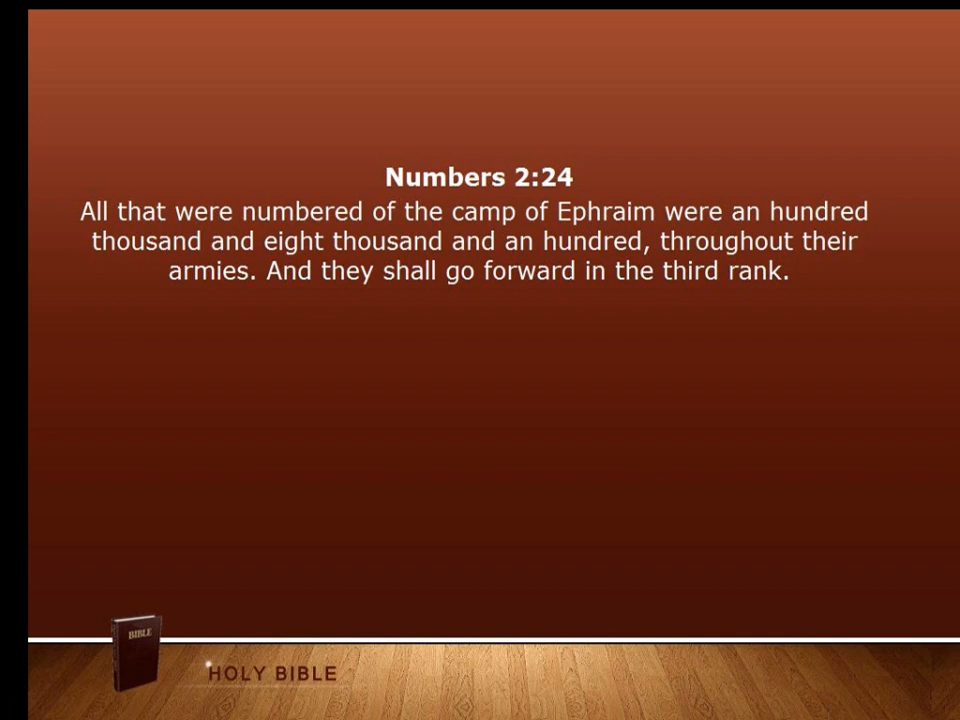 Numbers 2:24
All that were numbered of the camp of Ephraim were an hundred
thousand and eight thousand and an hundred, throughout their
armies. And they shall go forward in the third rank.
BIBLE
HOLY BIBLE